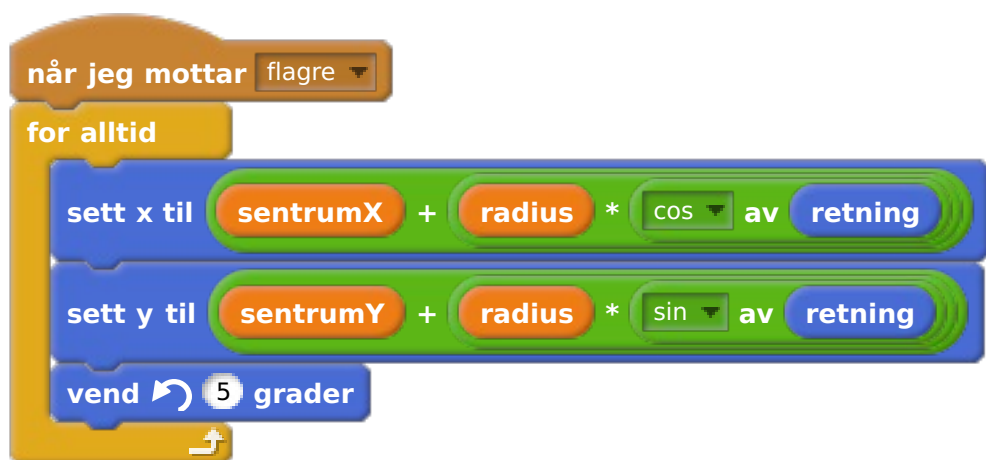 når jeg mottar flagre
for alltid
sett x til sentrumX + radius * cos av retning
sett y til sentrumY + radius * sin av retning
vend 5 grader